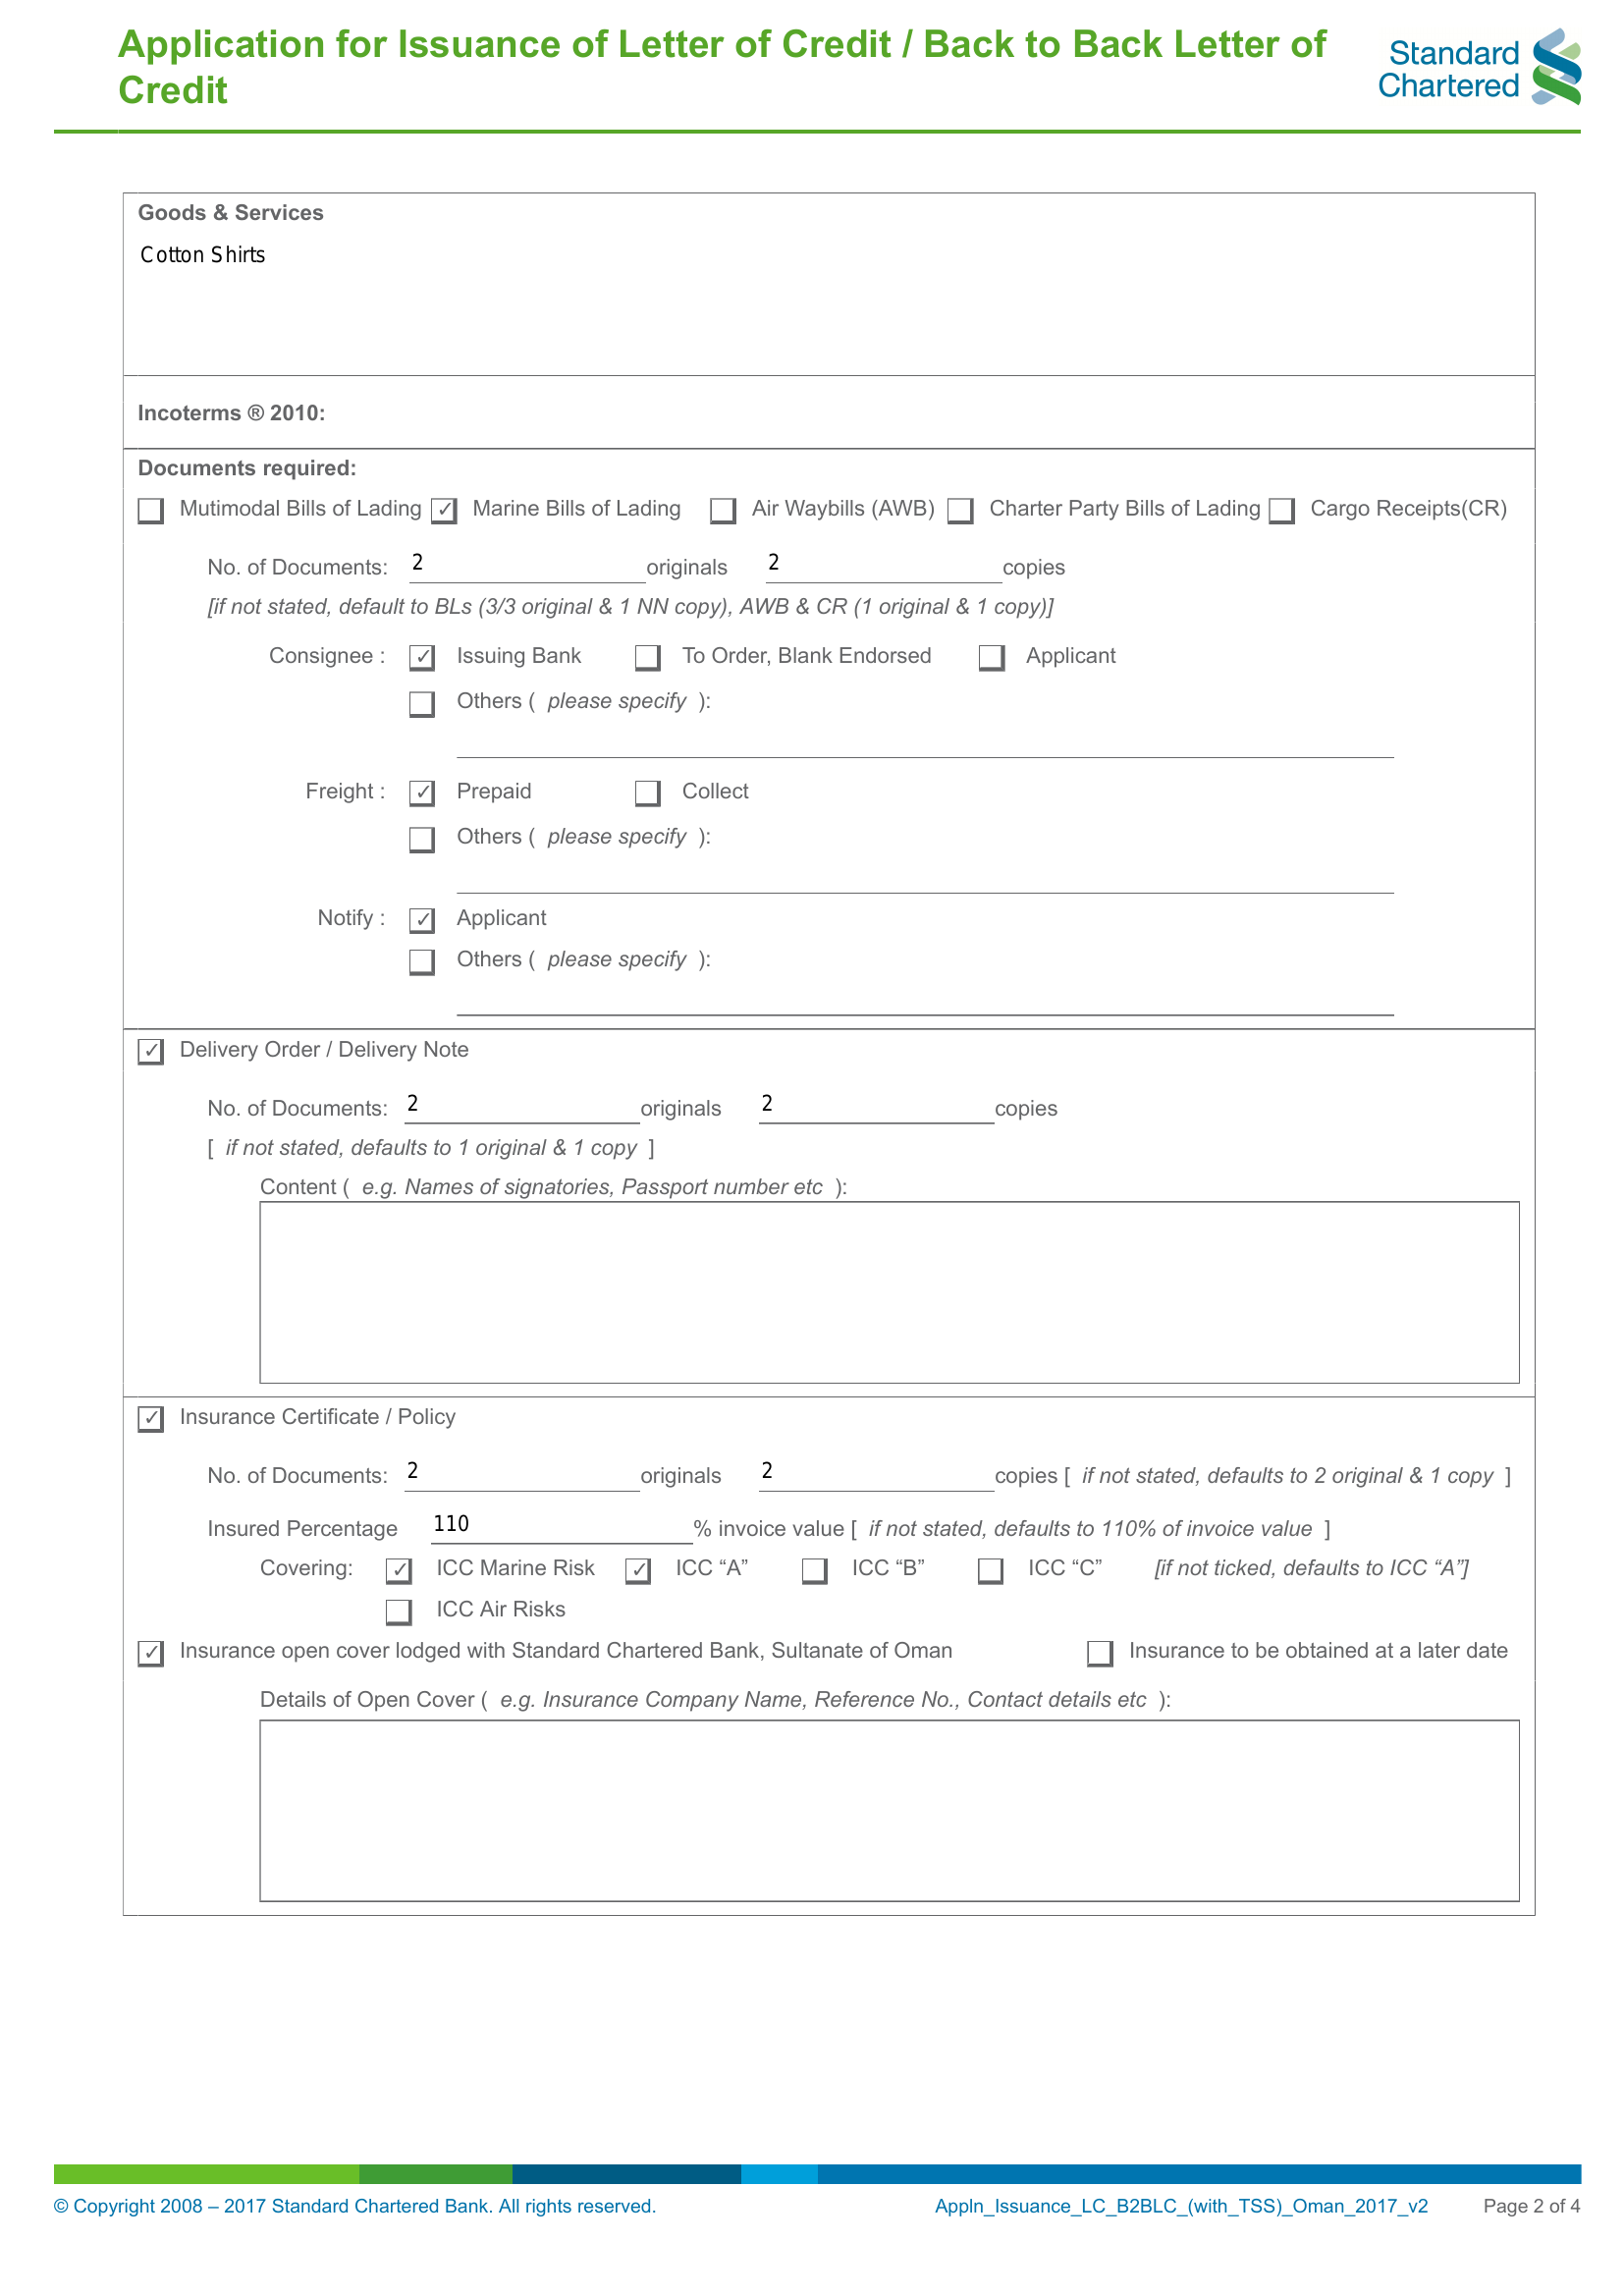 Application for Issuance of Letter of Credit / Back to Back Letter of
Credit
Standard
Chartered
Goods & Services
Cotton Shirts
Incoterms ® 2010:
Documents required:
☐ Mutimodal Bills of Lading ☑ Marine Bills of Lading ☐ Air Waybills (AWB) ☐ Charter Party Bills of Lading ☐ Cargo Receipts(CR)
No. of Documents: 2 originals 2 copies
[if not stated, default to BLs (3/3 original & 1 NN copy), AWB & CR (1 original & 1 copy)]
Consignee : ☑ Issuing Bank ☐ To Order, Blank Endorsed ☐ Applicant
☐ Others ( please specify ):
Freight : ☑ Prepaid ☐ Collect
☐ Others ( please specify ):
Notify : ☑ Applicant
☐ Others ( please specify ):
☑ Delivery Order / Delivery Note
No. of Documents: 2 originals 2 copies
[ if not stated, defaults to 1 original & 1 copy ]
Content ( e.g. Names of signatories, Passport number etc ):
☑ Insurance Certificate / Policy
No. of Documents: 2 originals 2 copies [ if not stated, defaults to 2 original & 1 copy ]
Insured Percentage 110 % invoice value [ if not stated, defaults to 110% of invoice value ]
Covering: ☑ ICC Marine Risk ☑ ICC “A” ☐ ICC “B” ☐ ICC “C” [if not ticked, defaults to ICC “A”]
☐ ICC Air Risks
☑ Insurance open cover lodged with Standard Chartered Bank, Sultanate of Oman ☐ Insurance to be obtained at a later date
Details of Open Cover ( e.g. Insurance Company Name, Reference No., Contact details etc ):
© Copyright 2008 – 2017 Standard Chartered Bank. All rights reserved. Appln_Issuance_LC_B2BLC_(with_TSS)_Oman_2017_v2 Page 2 of 4